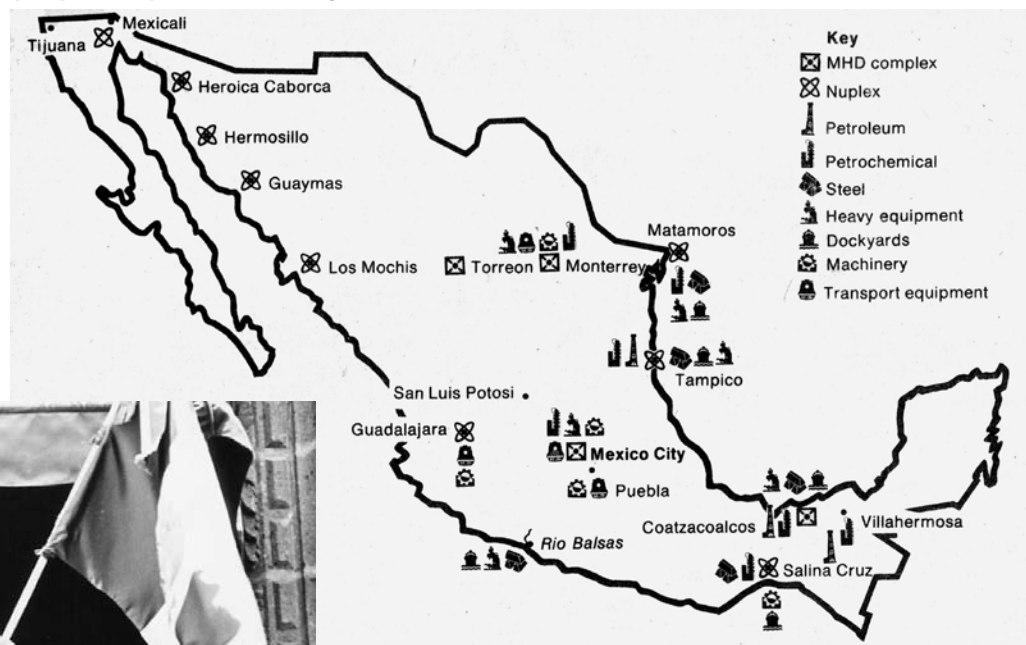 Mexicali
Tijuana
Heroica Caborca
Hermosillo
Guaymas
Los Mochis
Torreon
Monterrey
Matamoros
Tampico
San Luis Potosi
Guadalajara
Mexico City
Puebla
Rio Balsas
Coatzacoalcos
Villahermosa
Salina Cruz
Key
MHD complex
Nuplex
Petroleum
Petrochemical
Steel
Heavy equipment
Dockyards
Machinery
Transport equipment